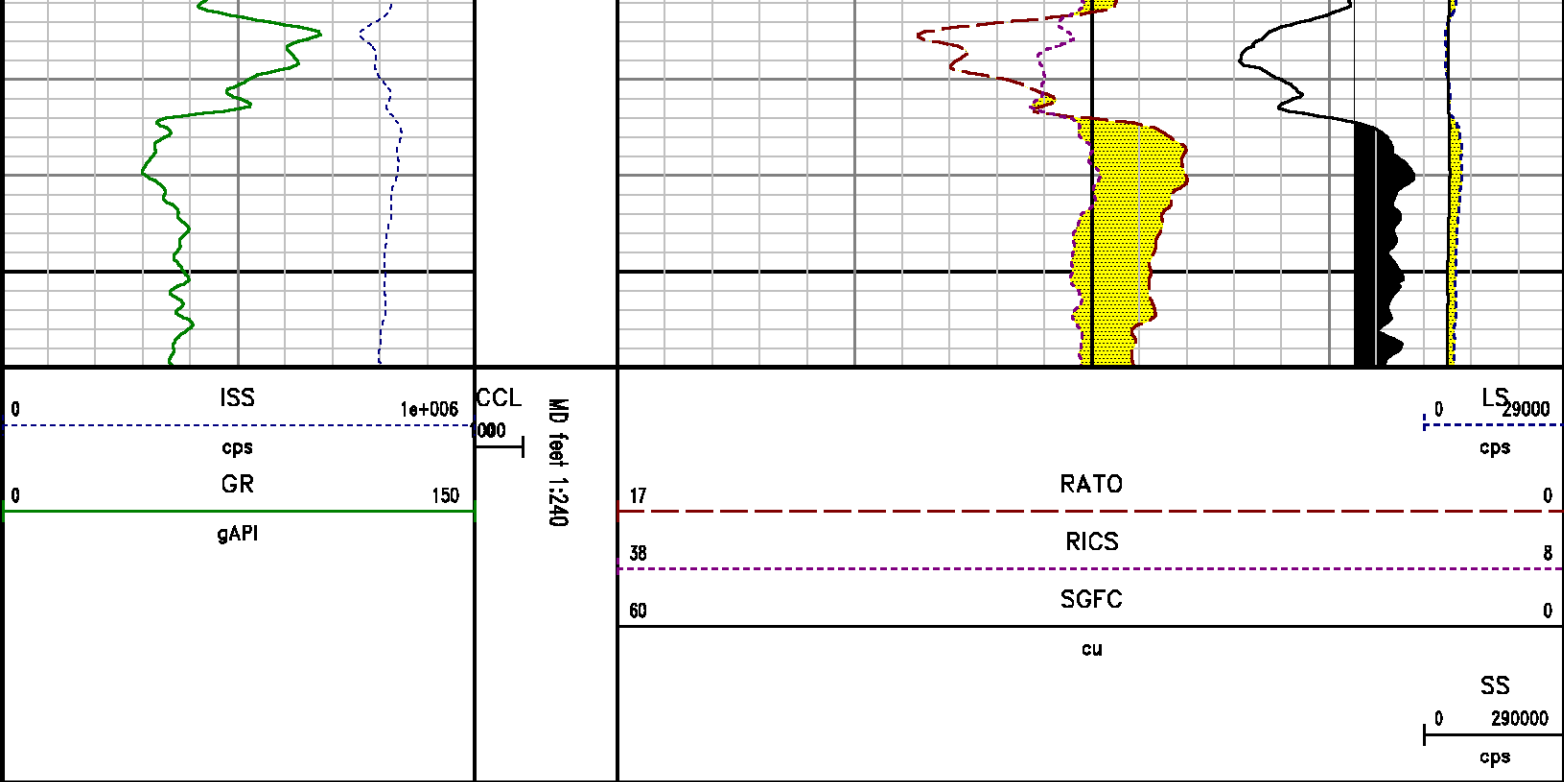 ISS
0 1e+006
cps
GR
0 150
gAPI
CCL
MD feet 1:240
LS
0 29000
cps
RATO
17 0
RICS
38 8
SGFC
60 0
cu
SS
0 290000
cps